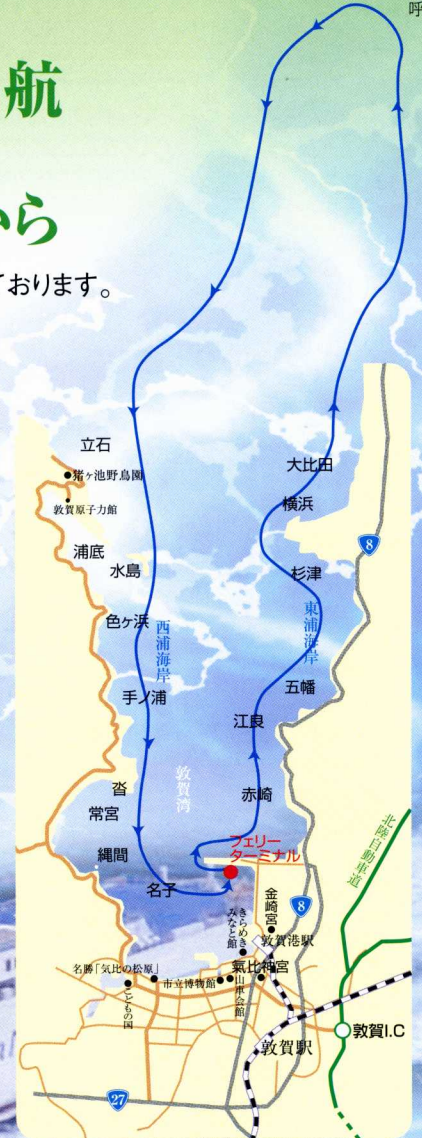 呼
航
から
ております。
立石
猪ヶ池野鳥園
敦賀原子力館
浦底
水島
色ヶ浜
西浦海岸
手ノ浦
沓
常宮
縄間
名子
敦賀湾
大比田
横浜
8
杉津
東浦海岸
五幡
江良
赤崎
フェリー
ターミナル
北陸自動車道
金崎宮
8
きらめき
みなと館
敦賀港駅
名勝「気比の松原」
こどもの国
市立博物館
山車会館
氣比神宮
敦賀駅
敦賀I.C
27